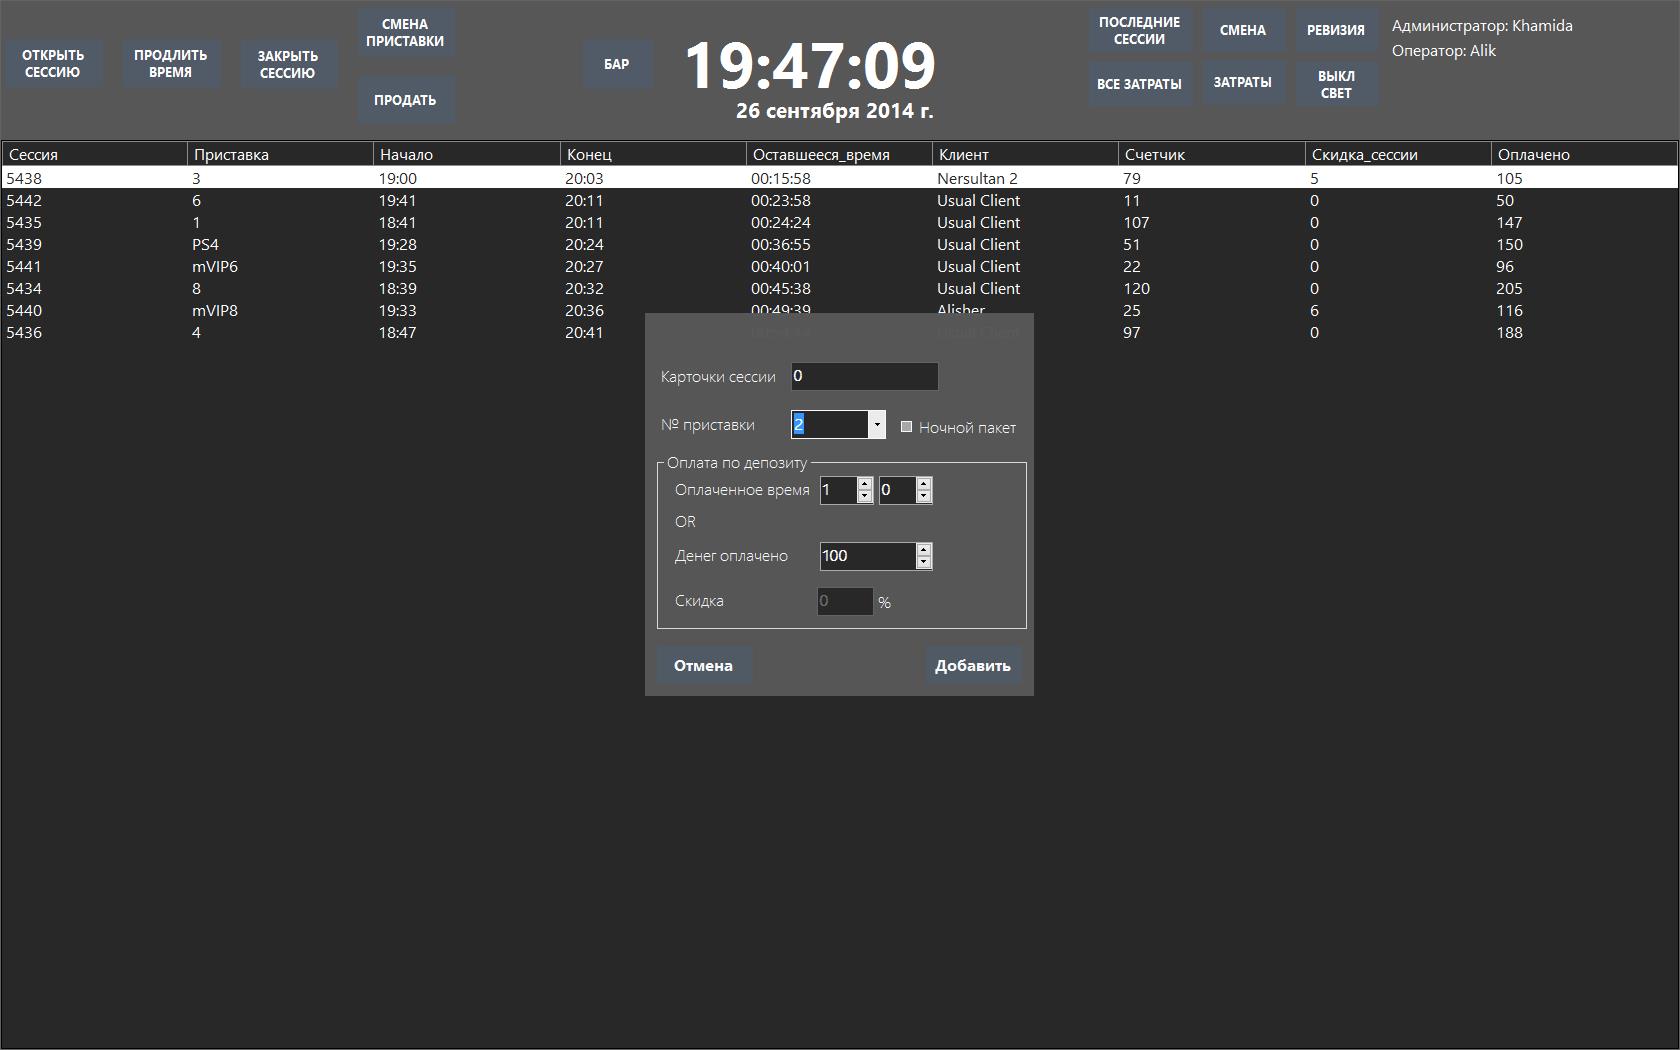 ОТКРЫТЬ
СЕССИЮ
ПРОДЛИТЬ
ВРЕМЯ
ЗАКРЫТЬ
СЕССИЮ
СМЕНА
ПРИСТАВКИ
ПРОДАТЬ
БАР
19:47:09
26 сентября 2014 г.
ПОСЛЕДНИЕ
СЕССИИ
СМЕНА
РЕВИЗИЯ
ВСЕ ЗАТРАТЫ
ЗАТРАТЫ
ВЫКЛ
СВЕТ
Администратор: Khamida
Оператор: Alik
Сессия Приставка Начало Конец Оставшееся_время Клиент Счетчик Скидка_сессии Оплачено
5438 3 19:00 20:03 00:15:58 Nersultan 2 79 5 105
5442 6 19:41 20:11 00:23:58 Usual Client 11 0 50
5435 1 18:41 20:11 00:24:24 Usual Client 107 0 147
5439 PS4 19:28 20:24 00:36:55 Usual Client 51 0 150
5441 mVIP6 19:35 20:27 00:40:01 Usual Client 22 0 96
5434 8 18:39 20:32 00:45:38 Usual Client 120 0 205
5440 mVIP8 19:33 20:36 00:49:39 Alisher 25 6 116
5436 4 18:47 20:41 Usual Client 97 0 188
Карточки сессии 0
№ приставки 2 Ночной пакет
Оплата по депозиту
Оплаченное время 1 0
OR
Денег оплачено 100
Скидка 0 %
Отмена Добавить